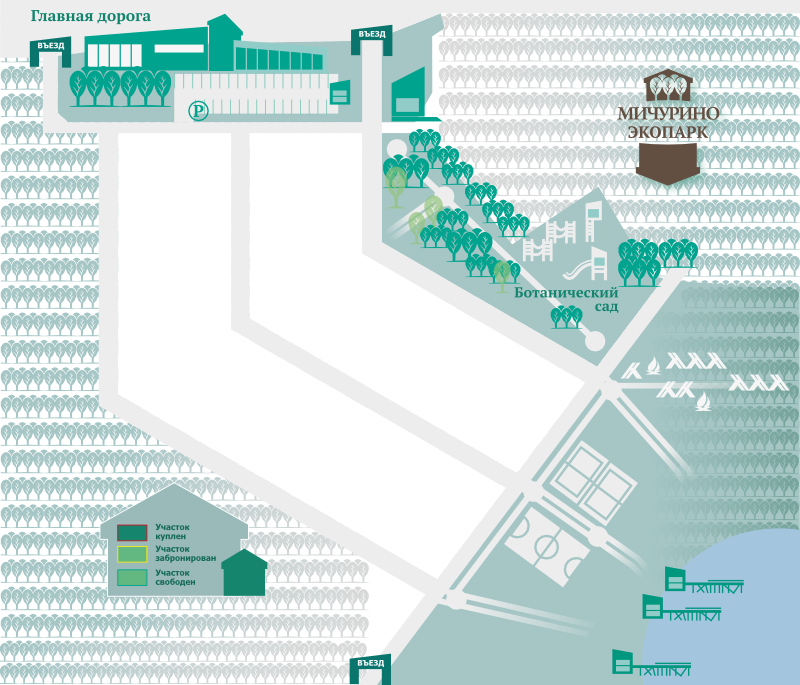 Главная дорога
ВЪЕЗД
ВЪЕЗД
P
МИЧУРИНО
ЭКОПАРК
Ботанический
сад
Участок
куплен
Участок
забронирован
Участок
свободен
ВЪЕЗД